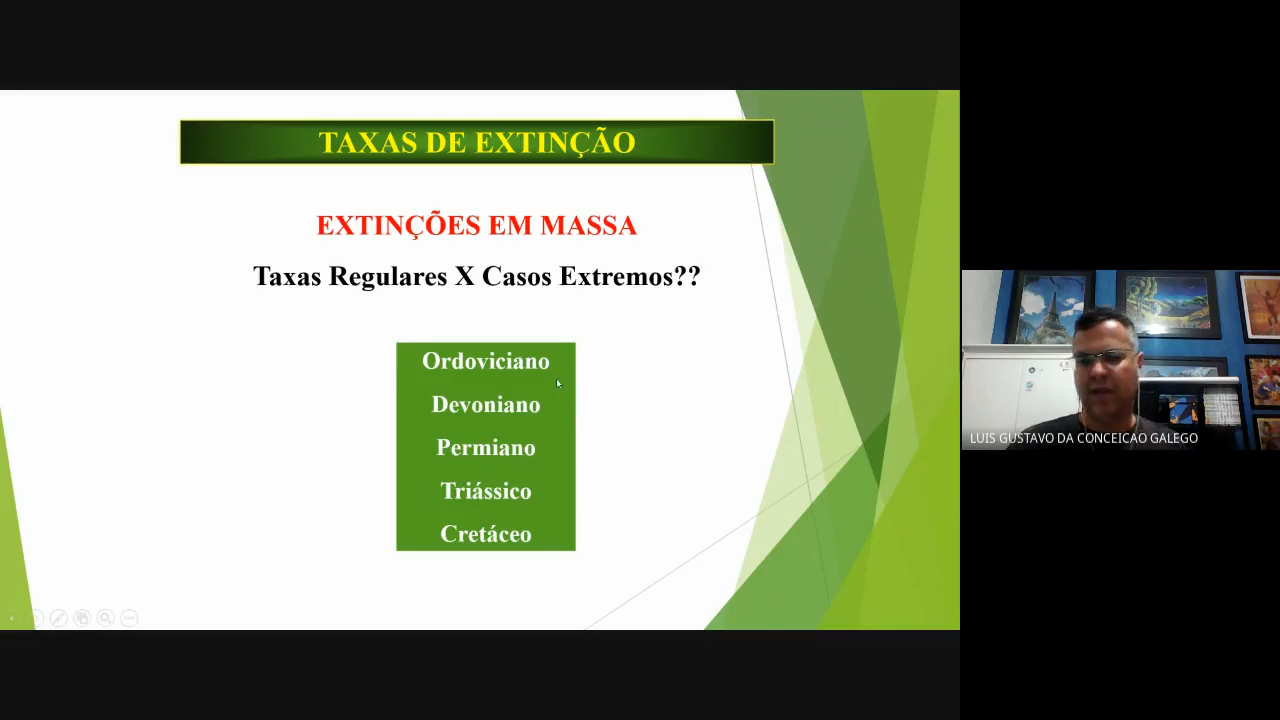 TAXAS DE EXTINÇÃO
EXTINÇÕES EM MASSA
Taxas Regulares X Casos Extremos??
Ordoviciano
Devoniano
Permiano
Triássico
Cretáceo
LUIS GUSTAVO DA CONCEICAO GALEGO